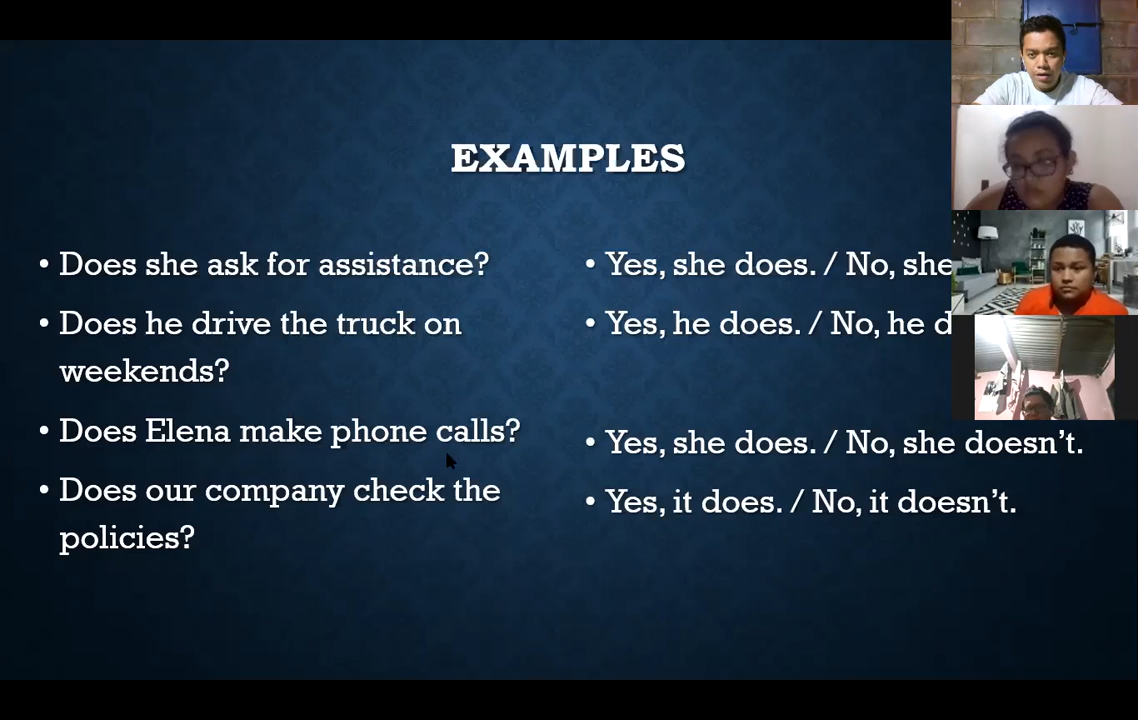 EXAMPLES
• Does she ask for assistance?
• Does he drive the truck on
weekends?
• Does Elena make phone calls?
• Does our company check the
policies?
• Yes, she does. / No, she
• Yes, he does. / No, he
• Yes, she does. / No, she doesn't.
• Yes, it does. / No, it doesn't.